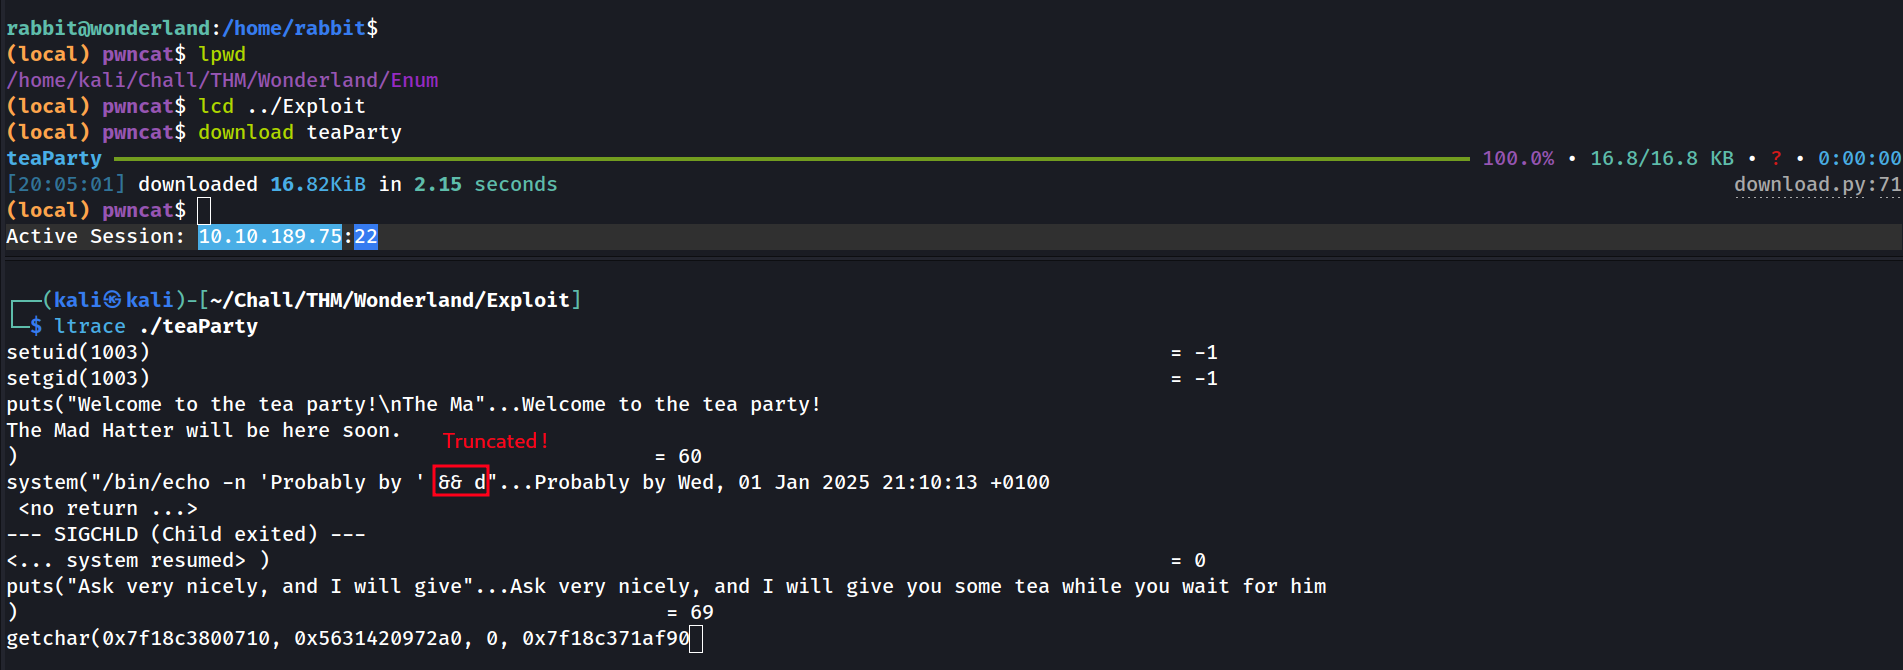 rabbit@wonderland:/home/rabbit$
(local) pwncat$ lpwd
/home/kali/Chall/THM/Wonderland/Enum
(local) pwncat$ lcd ../Exploit
(local) pwncat$ download teaParty
teaParty 100.0% • 16.8/16.8 KB • ? • 0:00:00
[20:05:01] downloaded 16.82KiB in 2.15 seconds download.py:71
(local) pwncat$
Active Session: 10.10.189.75:22
┌──(kali㉿kali)-[~/Chall/THM/Wonderland/Exploit]
└─$ ltrace ./teaParty
setuid(1003) = -1
setgid(1003) = -1
puts("Welcome to the tea party!\nThe Ma"...Welcome to the tea party!
The Mad Hatter will be here soon.
Truncated!
) = 60
system("/bin/echo -n 'Probably by ' && d"...Probably by Wed, 01 Jan 2025 21:10:13 +0100
<no return ...>
--- SIGCHLD (Child exited) ---
<... system resumed> ) = 0
puts("Ask very nicely, and I will give"...Ask very nicely, and I will give you some tea while you wait for him
) = 69
getchar(0x7f18c3800710, 0x5631420972a0, 0, 0x7f18c371af90